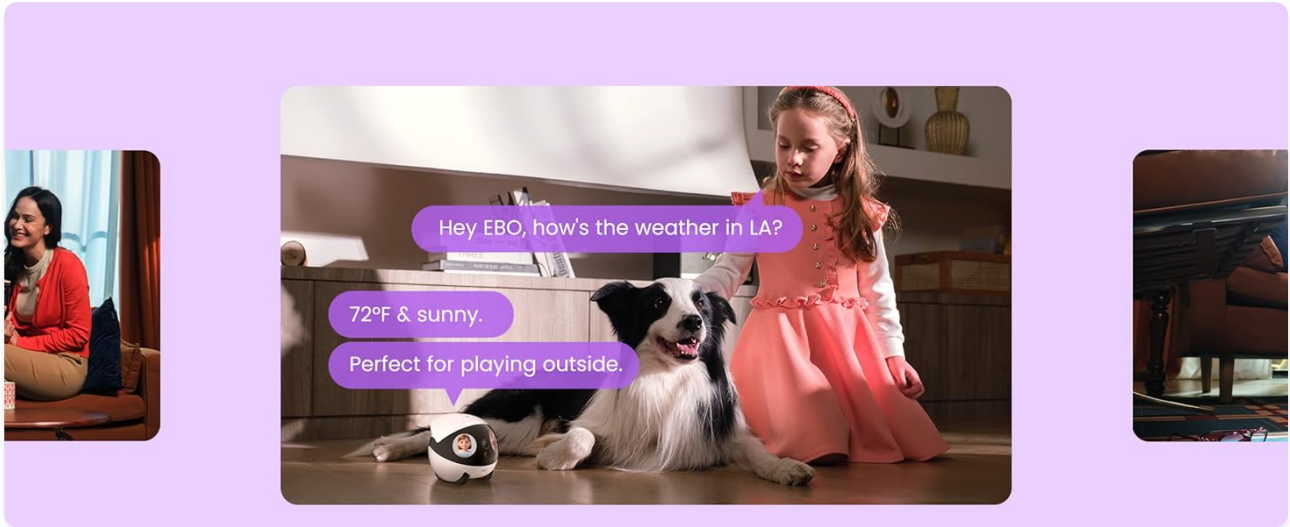 Hey EBO, how's the weather in LA?
72°F & sunny.
Perfect for playing outside.